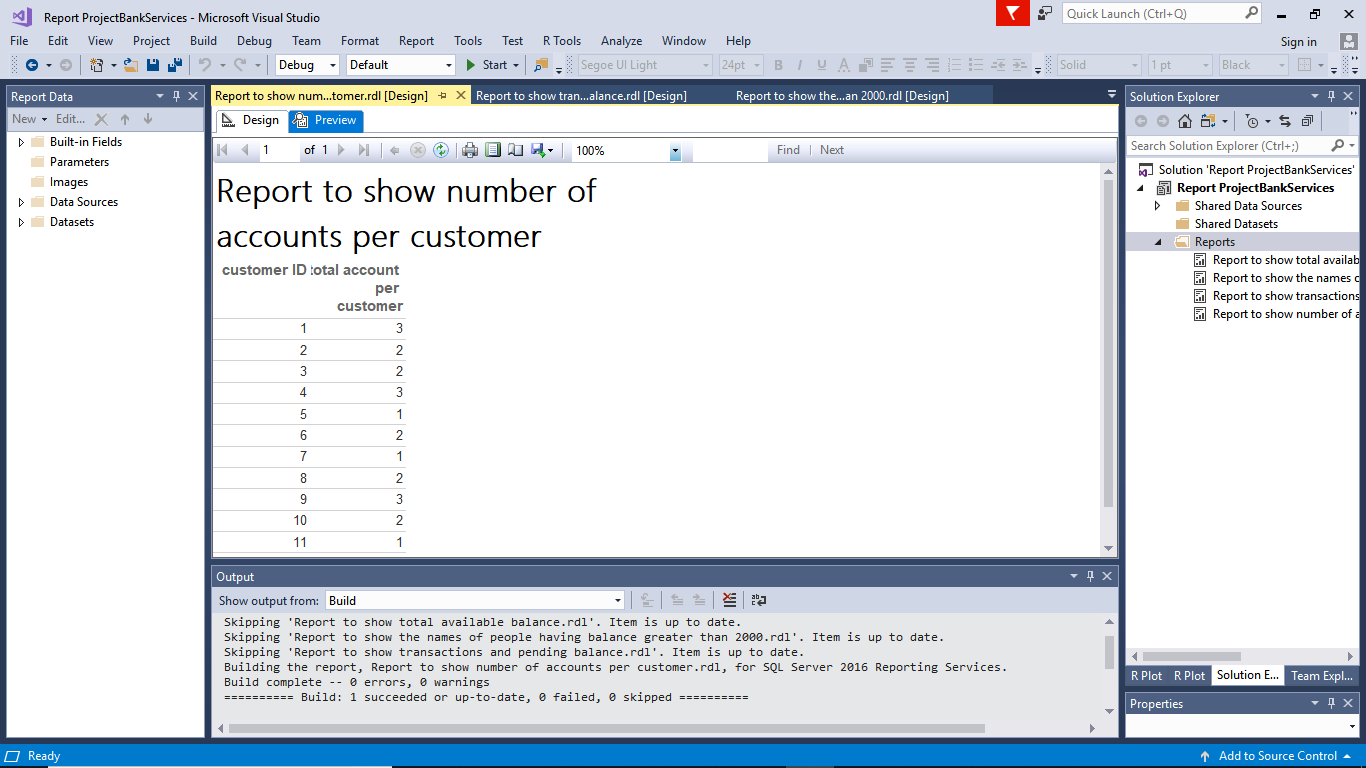 Report ProjectBankServices - Microsoft Visual Studio
Quick Launch (Ctrl+Q)
File Edit View Project Build Debug Team Format Report Tools Test R Tools Analyze Window Help
Sign in
Debug Default Start Segoe UI Light 24pt B I U A Solid 1 pt Black
Report Data
New Edit...
Built-in Fields
Parameters
Images
Data Sources
Datasets
Report to show num...tomer.rdl [Design] Report to show tran...alance.rdl [Design] Report to show the...an 2000.rdl [Design]
Design Preview
1 of 1 100% Find | Next
Report to show number of
accounts per customer
customer ID total account
per
customer
1 3
2 2
3 2
4 3
5 1
6 2
7 1
8 2
9 3
10 2
11 1
Output
Show output from: Build
Skipping 'Report to show total available balance.rdl'. Item is up to date.
Skipping 'Report to show the names of people having balance greater than 2000.rdl'. Item is up to date.
Skipping 'Report to show transactions and pending balance.rdl'. Item is up to date.
Building the report, Report to show number of accounts per customer.rdl, for SQL Server 2016 Reporting Services.
Build complete -- 0 errors, 0 warnings
========== Build: 1 succeeded or up-to-date, 0 failed, 0 skipped ==========
Solution Explorer
Search Solution Explorer (Ctrl+;)
Solution 'Report ProjectBankServices'
Report ProjectBankServices
Shared Data Sources
Shared Datasets
Reports
Report to show total availab
Report to show the names o
Report to show transactions
Report to show number of a
R Plot R Plot Solution E... Team Expl...
Properties
Ready
Add to Source Control